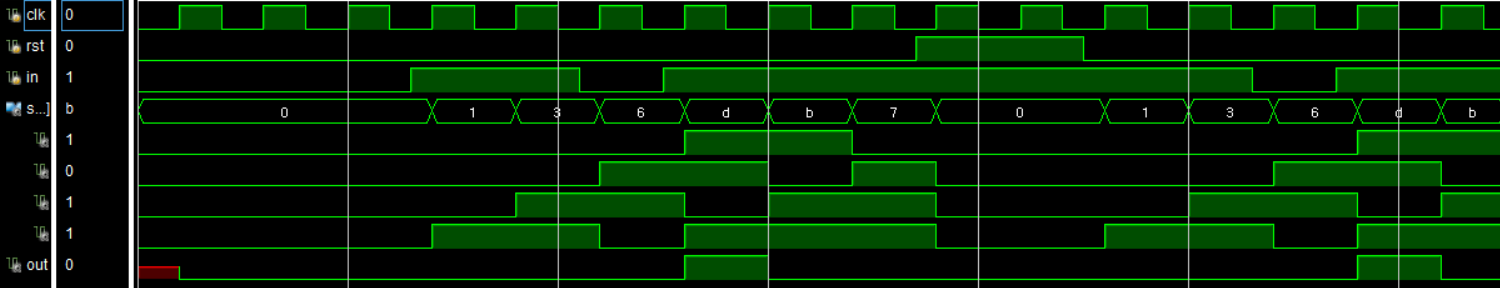 clk 0
rst 0
in 1
s...] b 0 1 3 6 d b 7 0 1 3 6 d b
1
0
1
1
out 0